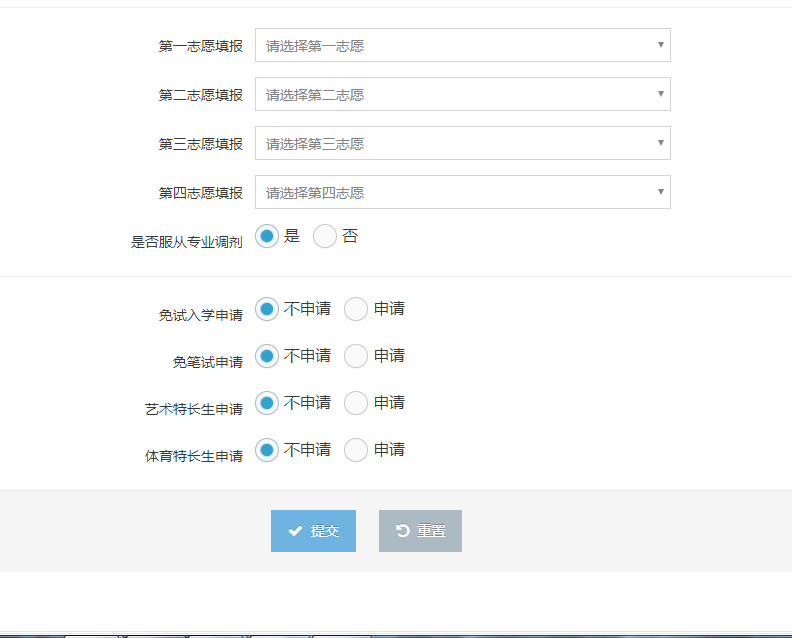 第一志愿填报 请选择第一志愿
第二志愿填报 请选择第二志愿
第三志愿填报 请选择第三志愿
第四志愿填报 请选择第四志愿
是否服从专业调剂 是 否
免试入学申请 不申请 申请
免笔试申请 不申请 申请
艺术特长生申请 不申请 申请
体育特长生申请 不申请 申请
提交 重置